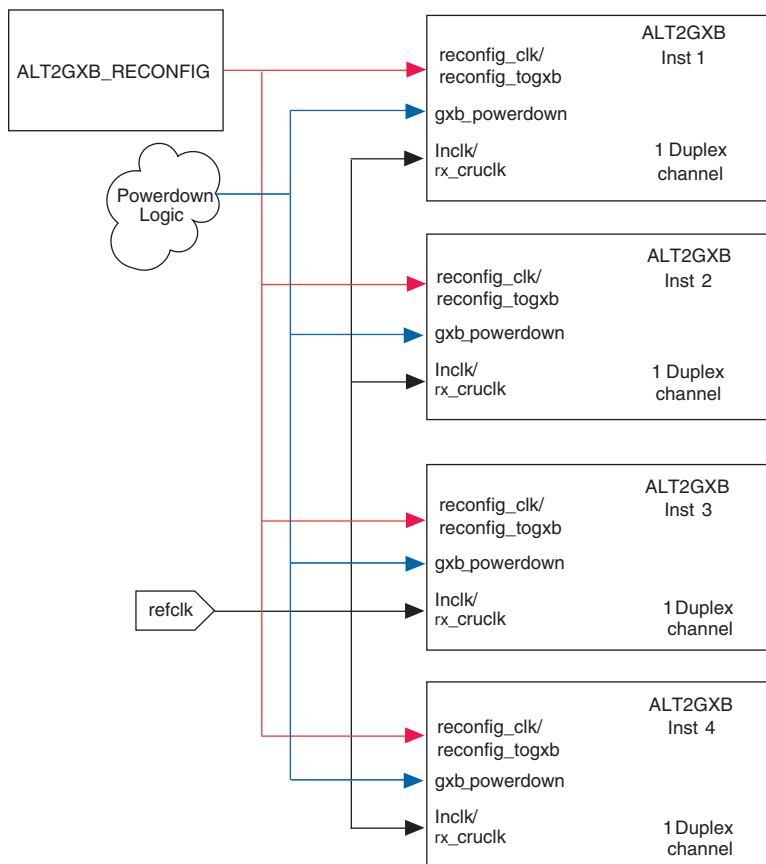 ALT2GXB_RECONFIG
Powerdown
Logic
refclk
ALT2GXB
Inst 1
reconfig_clk/
reconfig_togxb
gxb_powerdown
Inclk/
rx_cruclk
1 Duplex
channel
ALT2GXB
Inst 2
reconfig_clk/
reconfig_togxb
gxb_powerdown
Inclk/
rx_cruclk
1 Duplex
channel
ALT2GXB
Inst 3
reconfig_clk/
reconfig_togxb
gxb_powerdown
Inclk/
rx_cruclk
1 Duplex
channel
ALT2GXB
Inst 4
reconfig_clk/
reconfig_togxb
gxb_powerdown
Inclk/
rx_cruclk
1 Duplex
channel